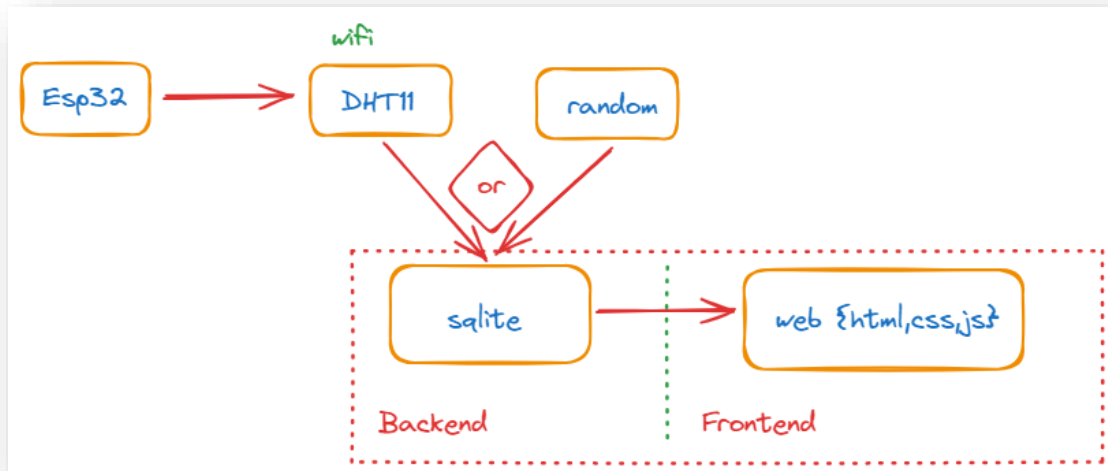 wifi
Esp32
DHT11
random
or
sqlite
web {html,css,js}
Backend
Frontend